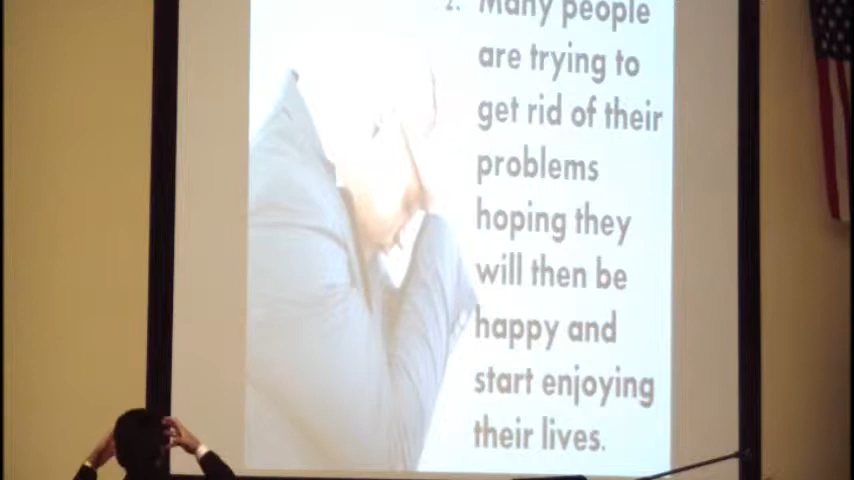 2. Many people
are trying to
get rid of their
problems
hoping they
will then be
happy and
start enjoying
their lives.